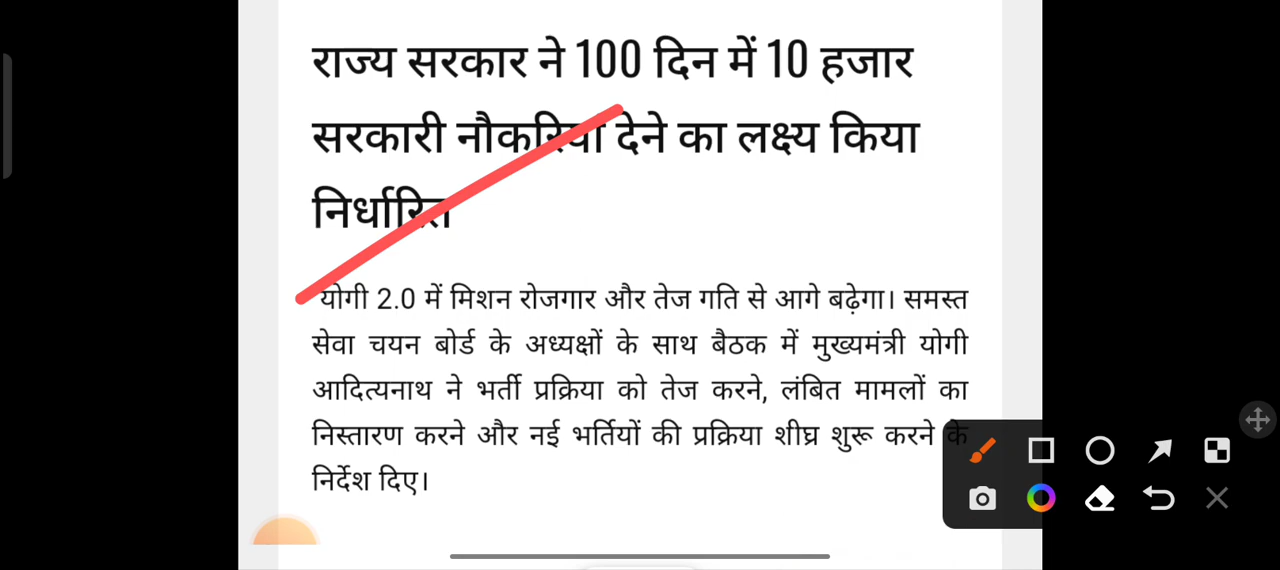 राज्य सरकार ने 100 दिन में 10 हजार
सरकारी नौकरियां देने का लक्ष्य किया
निर्धारित
योगी 2.0 में मिशन रोजगार और तेज गति से आगे बढ़ेगा। समस्त
सेवा चयन बोर्ड के अध्यक्षों के साथ बैठक में मुख्यमंत्री योगी
आदित्यनाथ ने भर्ती प्रक्रिया को तेज करने, लंबित मामलों का
निस्तारण करने और नई भर्तियों की प्रक्रिया शीघ्र शुरू करने के
निर्देश दिए।